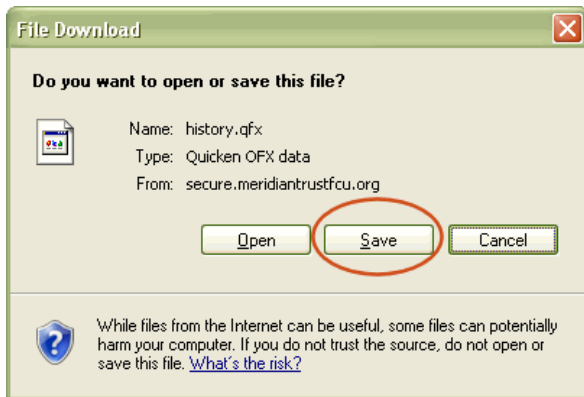 File Download
Do you want to open or save this file?
Name: history.qfx
Type: Quicken OFX data
From: secure.meridiantrustfcu.org
Open Save Cancel
While files from the Internet can be useful, some files can potentially
harm your computer. If you do not trust the source, do not open or
save this file. What's the risk?